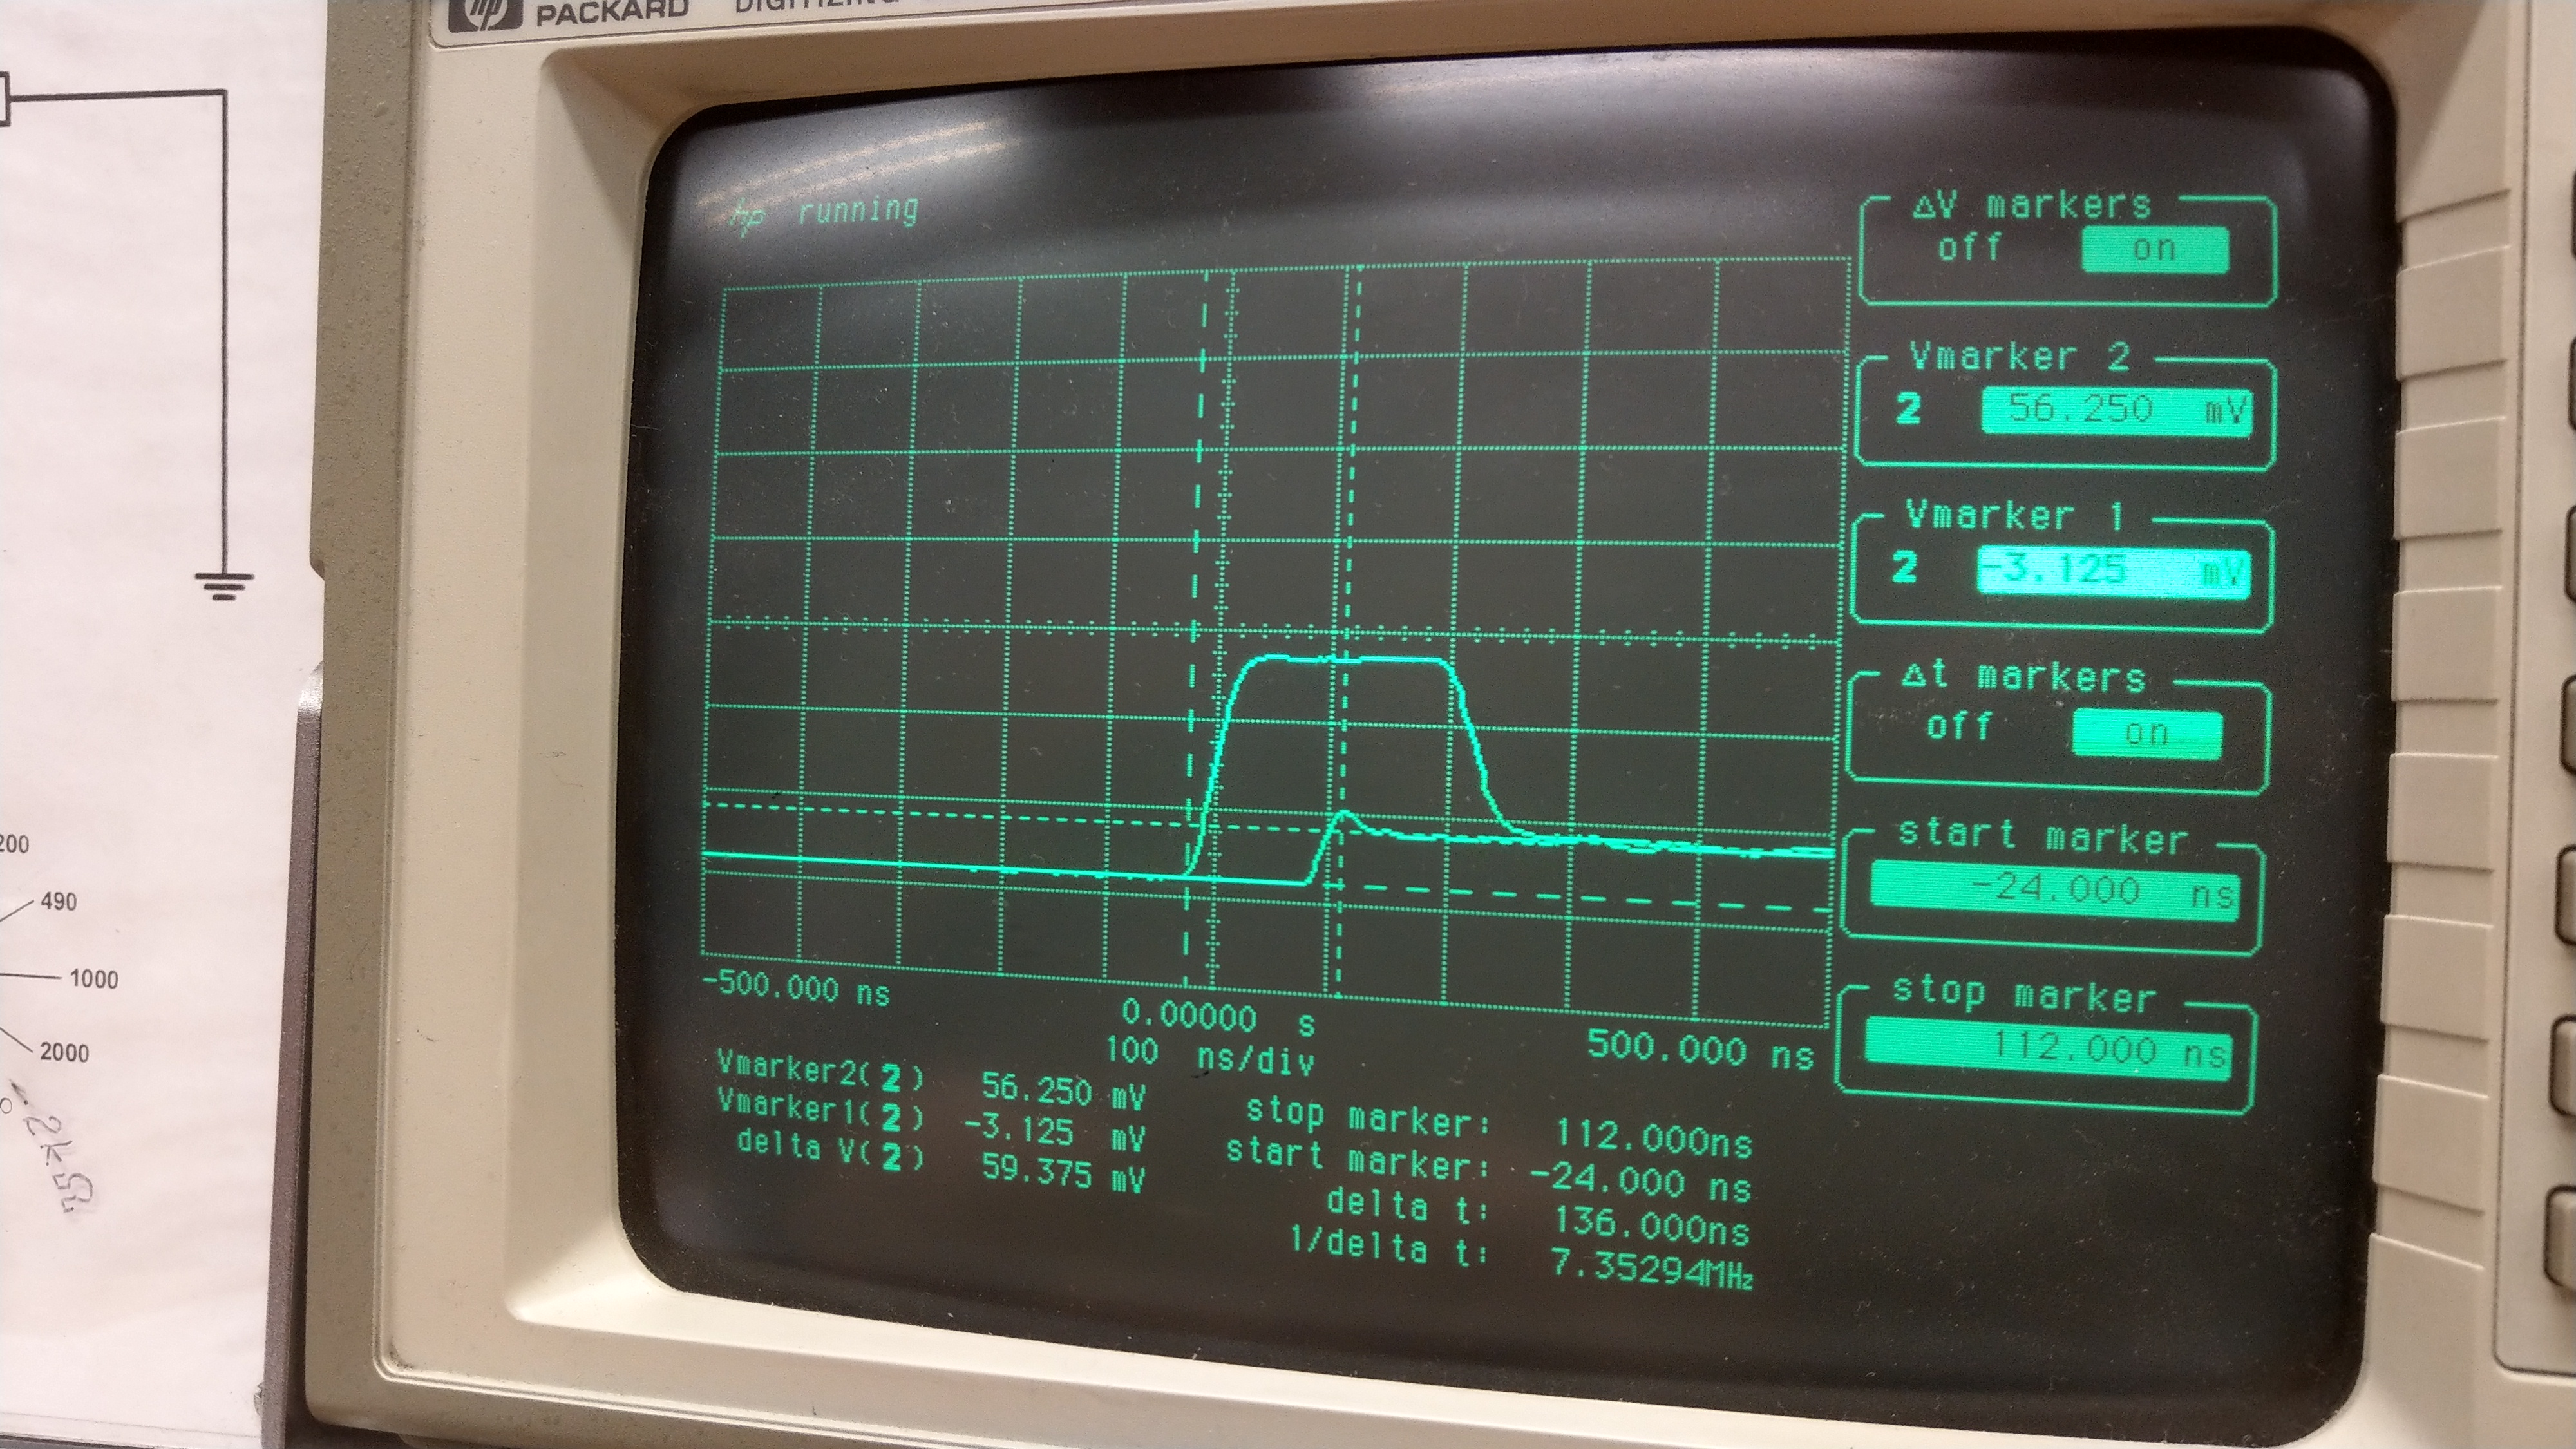 hp
PACKARD
hp running
ΔV markers
off on
Vmarker 2
2 56.250 mV
Vmarker 1
2 -3.125 mV
Δt markers
off on
start marker
-24.000 ns
stop marker
112.000 ns
-500.000 ns
0.00000 s
500.000 ns
100 ns/div
Vmarker2(2) 56.250 mV
Vmarker1(2) -3.125 mV
delta V(2) 59.375 mV
stop marker: 112.000ns
start marker: -24.000 ns
delta t: 136.000ns
1/delta t: 7.35294MHz
200
490
1000
2000